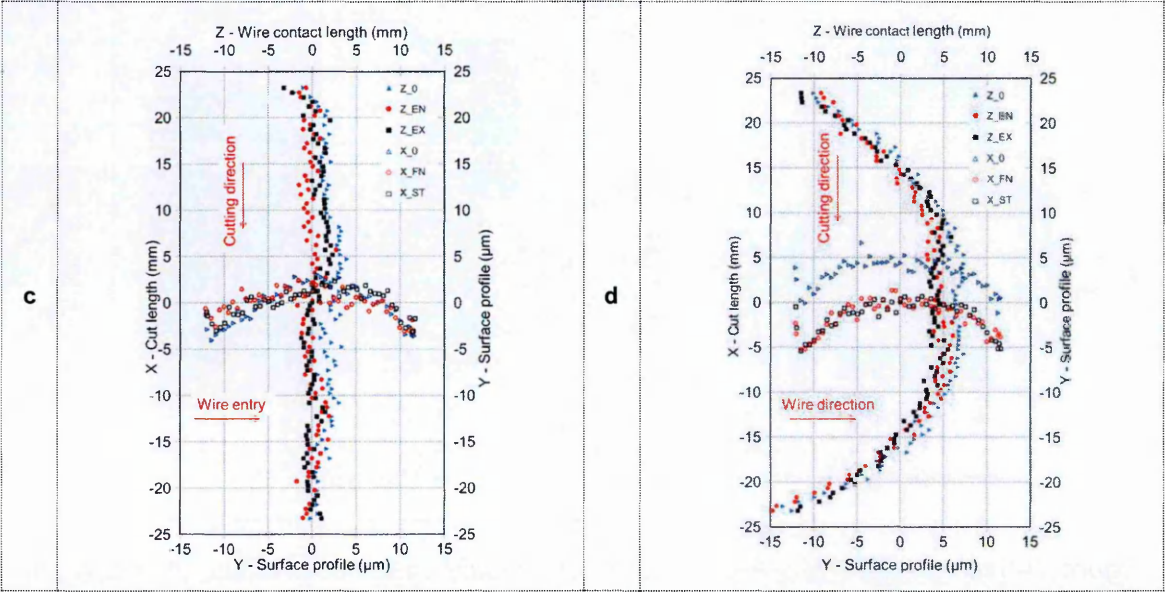 c
Z - Wire contact length (mm)
-15 -10 -5 0 5 10 15
25 20 15 10 5 0 -5 -10 -15 -20 -25
X - Cut length (mm)
Cutting direction
Wire entry
Z_0
Z_EN
Z_EX
X_0
X_FN
X_ST
25 20 15 10 5 0 -5 -10 -15 -20 -25
Y - Surface profile (µm)
-15 -10 -5 0 5 10 15
Y - Surface profile (µm)
d
Z - Wire contact length (mm)
-15 -10 -5 0 5 10 15
25 20 15 10 5 0 -5 -10 -15 -20 -25
X - Cut length (mm)
Cutting direction
Wire direction
Z_0
Z_EN
Z_EX
X_0
X_FN
X_ST
25 20 15 10 5 0 -5 -10 -15 -20 -25
Y - Surface profile (µm)
-15 -10 -5 0 5 10 15
Y - Surface profile (µm)